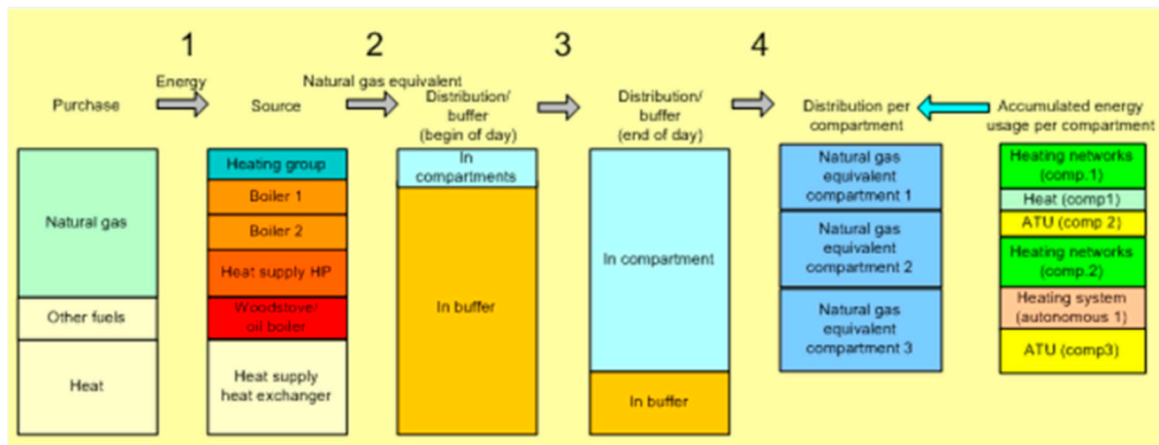 1
2
3
4
Energy
Natural gas equivalent
Purchase
Source
Distribution/
buffer
(begin of day)
Distribution/
buffer
(end of day)
Distribution per
compartment
Accumulated energy
usage per compartment
Natural gas
Other fuels
Heat
Heating group
Boiler 1
Boiler 2
Heat supply HP
Woodstove/
oil boiler
Heat supply
heat exchanger
In
compartments
In buffer
In compartment
In buffer
Natural gas
equivalent
compartment 1
Natural gas
equivalent
compartment 2
Natural gas
equivalent
compartment 3
Heating networks
(comp.1)
Heat (comp1)
ATU (comp 2)
Heating networks
(comp.2)
Heating system
(autonomous 1)
ATU (comp3)